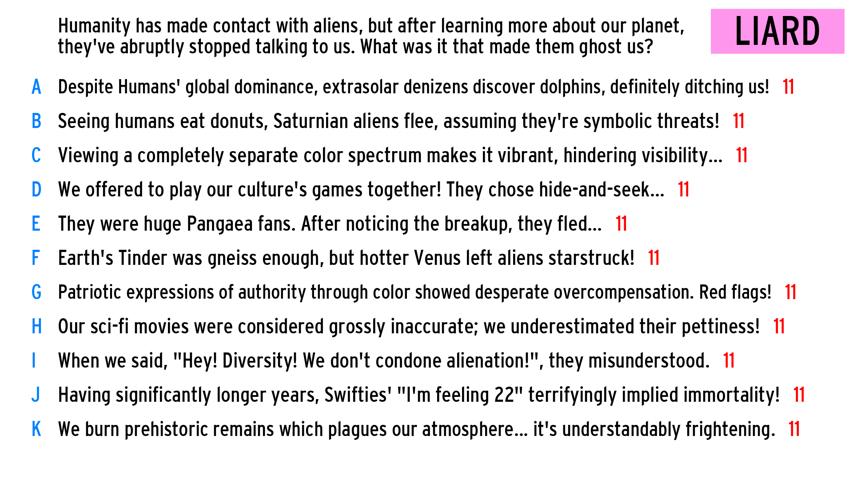 Humanity has made contact with aliens, but after learning more about our planet,
they've abruptly stopped talking to us. What was it that made them ghost us?
LIARD
A Despite Humans' global dominance, extrasolar denizens discover dolphins, definitely ditching us! 11
B Seeing humans eat donuts, Saturnian aliens flee, assuming they're symbolic threats! 11
C Viewing a completely separate color spectrum makes it vibrant, hindering visibility... 11
D We offered to play our culture's games together! They chose hide-and-seek... 11
E They were huge Pangaea fans. After noticing the breakup, they fled... 11
F Earth's Tinder was gneiss enough, but hotter Venus left aliens starstruck! 11
G Patriotic expressions of authority through color showed desperate overcompensation. Red flags! 11
H Our sci-fi movies were considered grossly inaccurate; we underestimated their pettiness! 11
I When we said, "Hey! Diversity! We don't condone alienation!", they misunderstood. 11
J Having significantly longer years, Swifties' "I'm feeling 22" terrifyingly implied immortality! 11
K We burn prehistoric remains which plagues our atmosphere... it's understandably frightening. 11